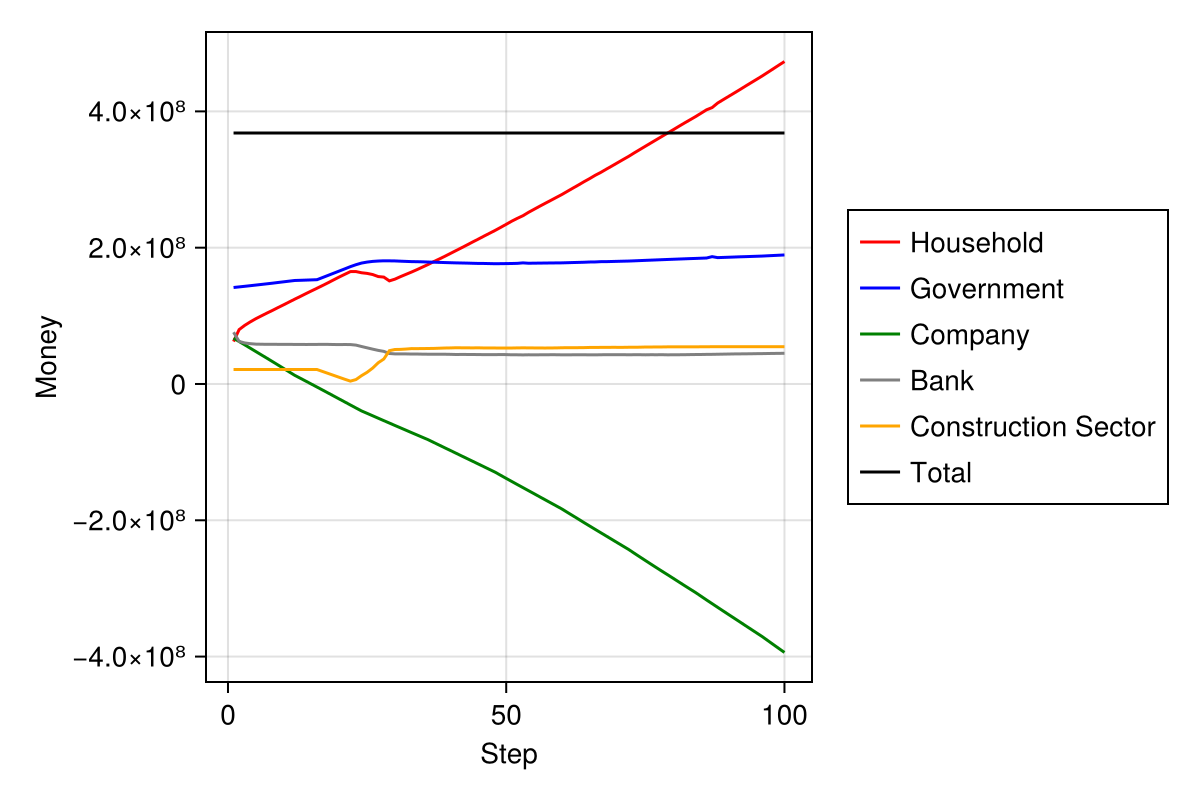 Money
4.0×10⁸
2.0×10⁸
0
−2.0×10⁸
−4.0×10⁸
0 50 100
Step
Household
Government
Company
Bank
Construction Sector
Total